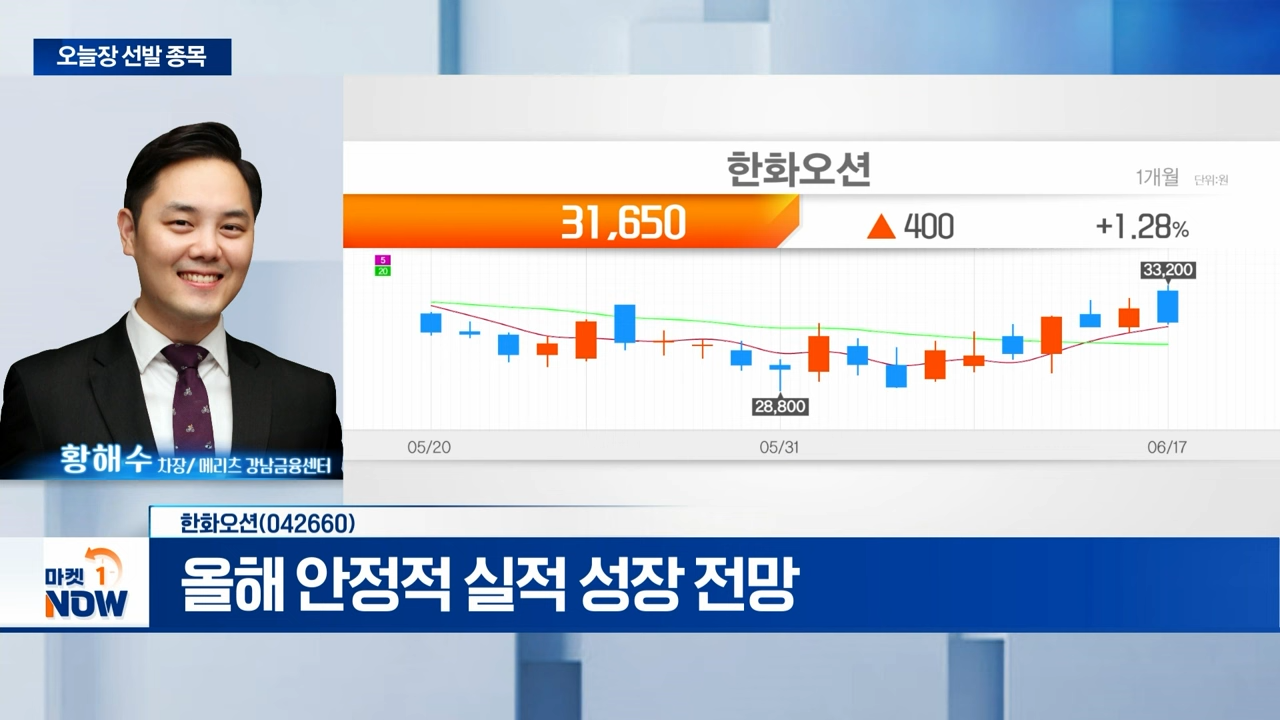 오늘장 선발 종목
한화오션
1개월 단위:원
31,650 ▲ 400 +1.28%
5
20
33,200
28,800
05/20 05/31 06/17
황해수 차장/ 메리츠 강남금융센터
한화오션(042660)
마켓 1
NOW
올해 안정적 실적 성장 전망